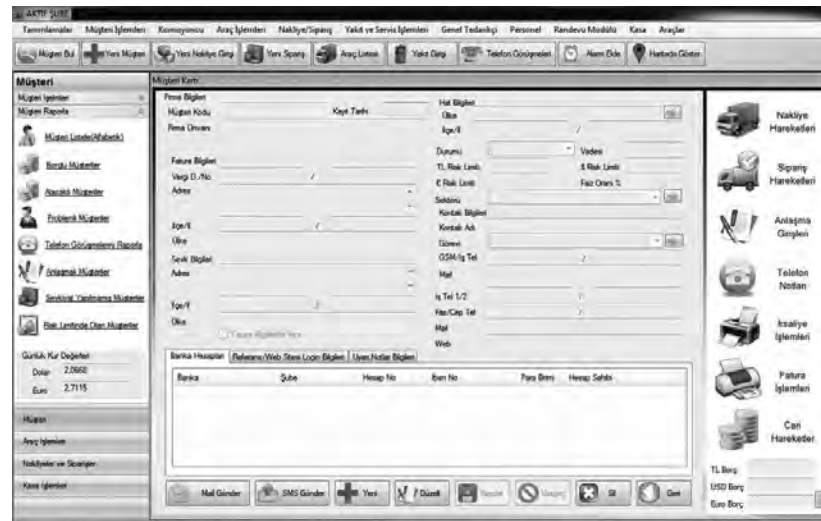 AKTİF ŞUBE
Tanımlamalar Müşteri İşlemleri Komisyoncu Araç İşlemleri Nakliye/Sipariş Yakıt ve Servis İşlemleri Genel Tedarikçi Personel Randevu Modülü Kasa Araçlar
Müşteri Bul Yeni Müşteri Yeni Nakliye Girişi Yeni Sipariş Araç Listesi Yakıt Girişi Telefon Görüşmeleri Alarm Ekle Haritada Göster
Müşteri
Müşteri İşlemleri
Müşteri Raporla
Müşteri Listele(Alfabetik)
Borçlu Müşteriler
Alacaklı Müşteriler
Problemli Müşteriler
Telefon Görüşmelerini Raporla
Anlaşmalı Müşteriler
Sevkiyat Yapılmamış Müşteriler
Risk Limitinde Olan Müşteriler
Günlük Kur Değerleri
Dolar 2,0668
Euro 2,7115
Müşteri
Araç İşlemleri
Nakliyeler ve Siparişler
Kasa İşlemleri
Müşteri Kartı
Firma Bilgileri
Müşteri Kodu Kayıt Tarihi
Firma Ünvanı
Fatura Bilgileri
Vergi D./No /
Adres
İlçe/İl /
Ülke
Sevk Bilgileri
Adres
İlçe/İl /
Ülke
Fatura Bilgilerile Aynı
Hat Bilgileri
Ülke
İlçe/İl /
Durumu Vadesi
TL Risk Limiti $ Risk Limiti
€ Risk Limiti Faiz Oranı %
Sektörü
Kontak Bilgileri
Kontak Adı
Görevi
GSM/İş Tel /
Mail
İş Tel 1/2 /
Fax/Cep Tel /
Mail
Web
Banka Hesapları Referans/Web Sitesi Login Bilgileri Uyarı,Notlar Bilgileri
Banka Şube Hesap No Iban No Para Birimi Hesap Sahibi
Mail Gönder SMS Gönder Yeni Düzelt Kaydet Vazgeç Sil Geri
Nakliye
Hareketleri
Sipariş
Hareketleri
Anlaşma
Girişleri
Telefon
Notları
İrsaliye
İşlemleri
Fatura
İşlemleri
Cari
Hareketler
TL Borç
USD Borç
Euro Borç